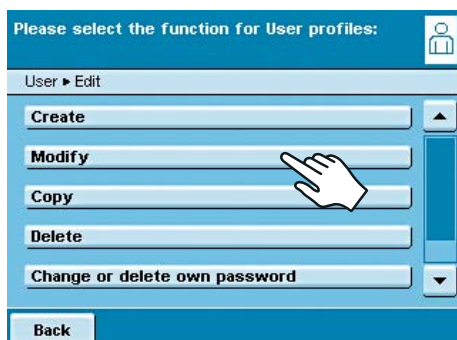 Please select the function for User profiles:
User ▸ Edit
Create
Modify
Copy
Delete
Change or delete own password
Back